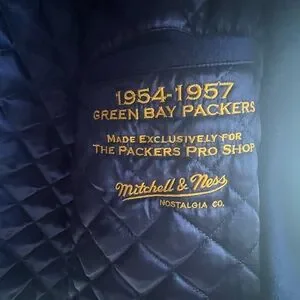 1954-1957
GREEN BAY PACKERS
MADE EXCLUSIVELY FOR
THE PACKERS PRO SHOP
Mitchell & Ness
NOSTALGIA CO.